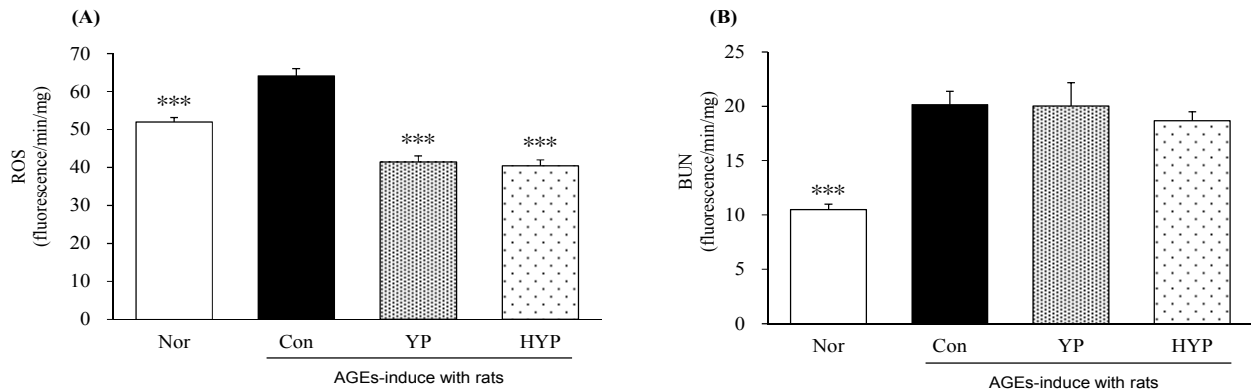 (A)
70
60
50
40
30
20
10
0
ROS
(fluorescence/min/mg)
***
***
***
Nor
Con
YP
HYP
AGEs-induce with rats
(B)
25
20
15
10
5
0
BUN
(fluorescence/min/mg)
***
Nor
Con
YP
HYP
AGEs-induce with rats